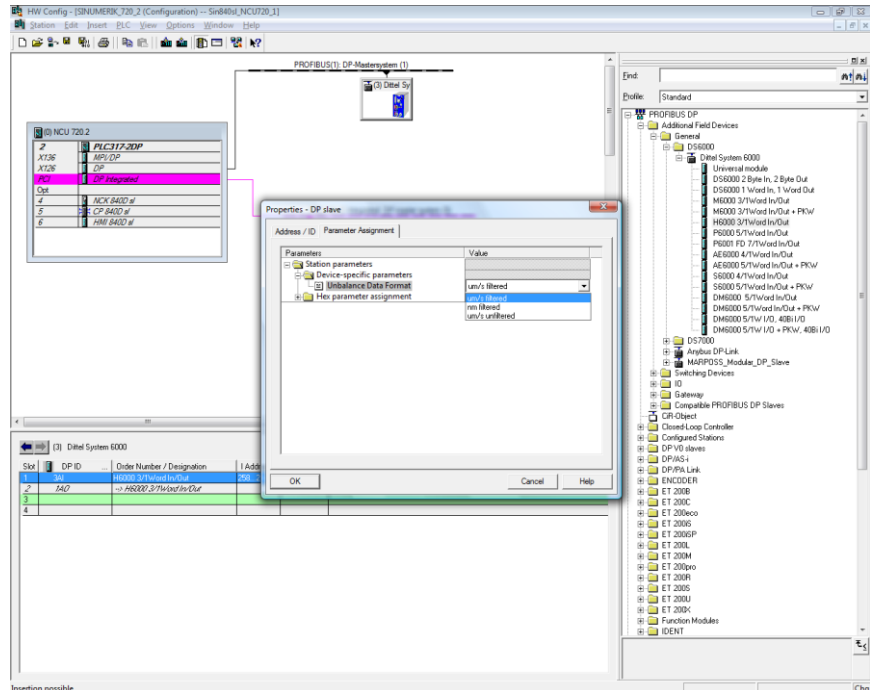 HW Config - [SINUMERIK_720_2 (Configuration) -- Sin840sl_NCU720_1]
Station Edit Insert PLC View Options Window Help
PROFIBUS(1): DP-Mastersystem (1)
(3) Dittel Sy
(0) NCU 720.2
2 PLC317-2DP
X136 MPI/DP
X126 DP
PCI DP integrated
Opt
4 NCK 840D sl
5 CP 840D sl
6 HMI 840D sl
Properties - DP slave
Address / ID Parameter Assignment
Parameters Value
Station parameters
Device-specific parameters
Unbalance Data Format um/s filtered
Hex parameter assignment
um/s filtered
nm filtered
um/s unfiltered
OK Cancel Help
(3) Dittel System 6000
Slot DP ID ... Order Number / Designation I Addr
1 3AI H6000 3/1Word In/Out 258...2
2 1AO --> H6000 3/1Word In/Out
3
4
Find:
Profile: Standard
PROFIBUS DP
Additional Field Devices
General
DS6000
Dittel System 6000
Universal module
DS6000 2 Byte In, 2 Byte Out
DS6000 1 Word In, 1 Word Out
M6000 3/1Word In/Out
M6000 3/1Word In/Out + PKW
H6000 3/1Word In/Out
P6000 5/1Word In/Out
P6001 FD 7/1Word In/Out
AE6000 4/1Word In/Out
AE6000 5/1Word In/Out + PKW
S6000 4/1Word In/Out
S6000 5/1Word In/Out + PKW
DM6000 5/1Word In/Out
DM6000 5/1Word In/Out + PKW
DM6000 5/1W I/O, 40Bi I/O
DM6000 5/1W I/O + PKW, 40Bi I/O
DS7000
Anybus DP-Link
MARPOSS_Modular_DP_Slave
Switching Devices
IO
Gateway
Compatible PROFIBUS DP Slaves
CiR-Object
Closed-Loop Controller
Configured Stations
DP V0 slaves
DP/AS-i
DP/PA Link
ENCODER
ET 200B
ET 200C
ET 200eco
ET 200iS
ET 200iSP
ET 200L
ET 200M
ET 200pro
ET 200R
ET 200S
ET 200U
ET 200X
Function Modules
IDENT
Insertion possible
Chg